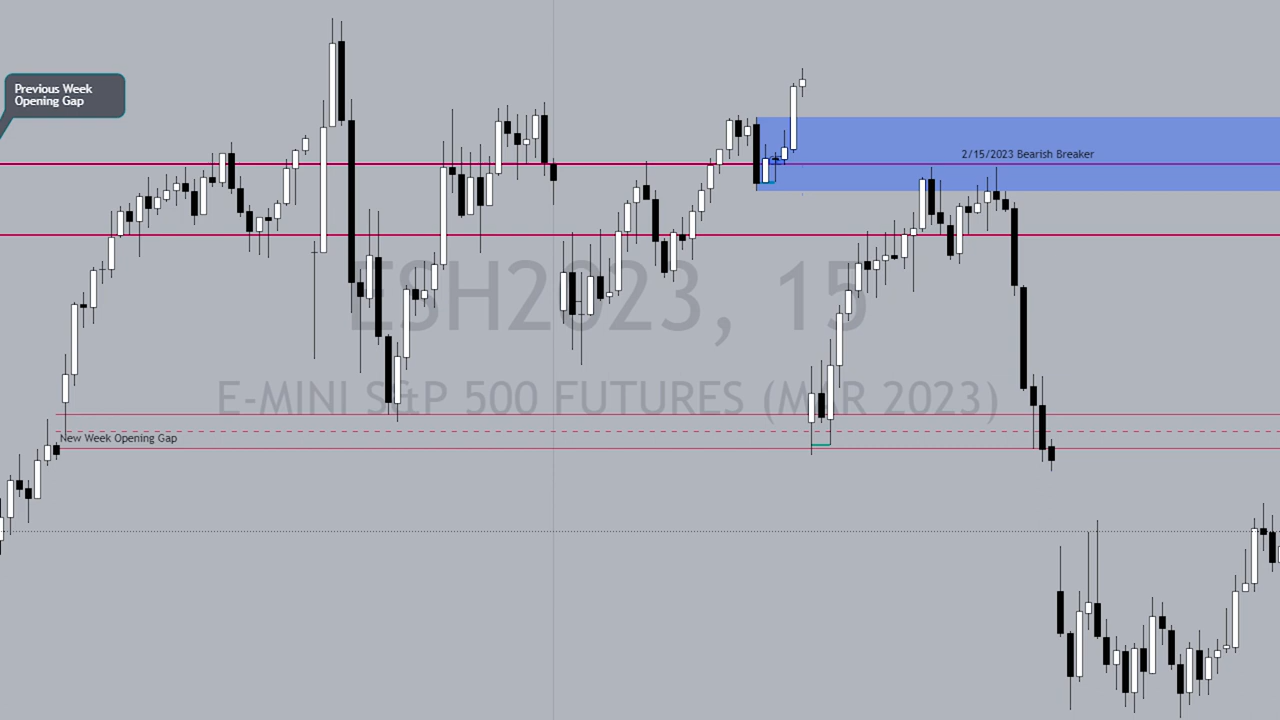 Previous Week
Opening Gap
2/15/2023 Bearish Breaker
ESH2023, 15
E-MINI S&P 500 FUTURES (MAR 2023)
New Week Opening Gap